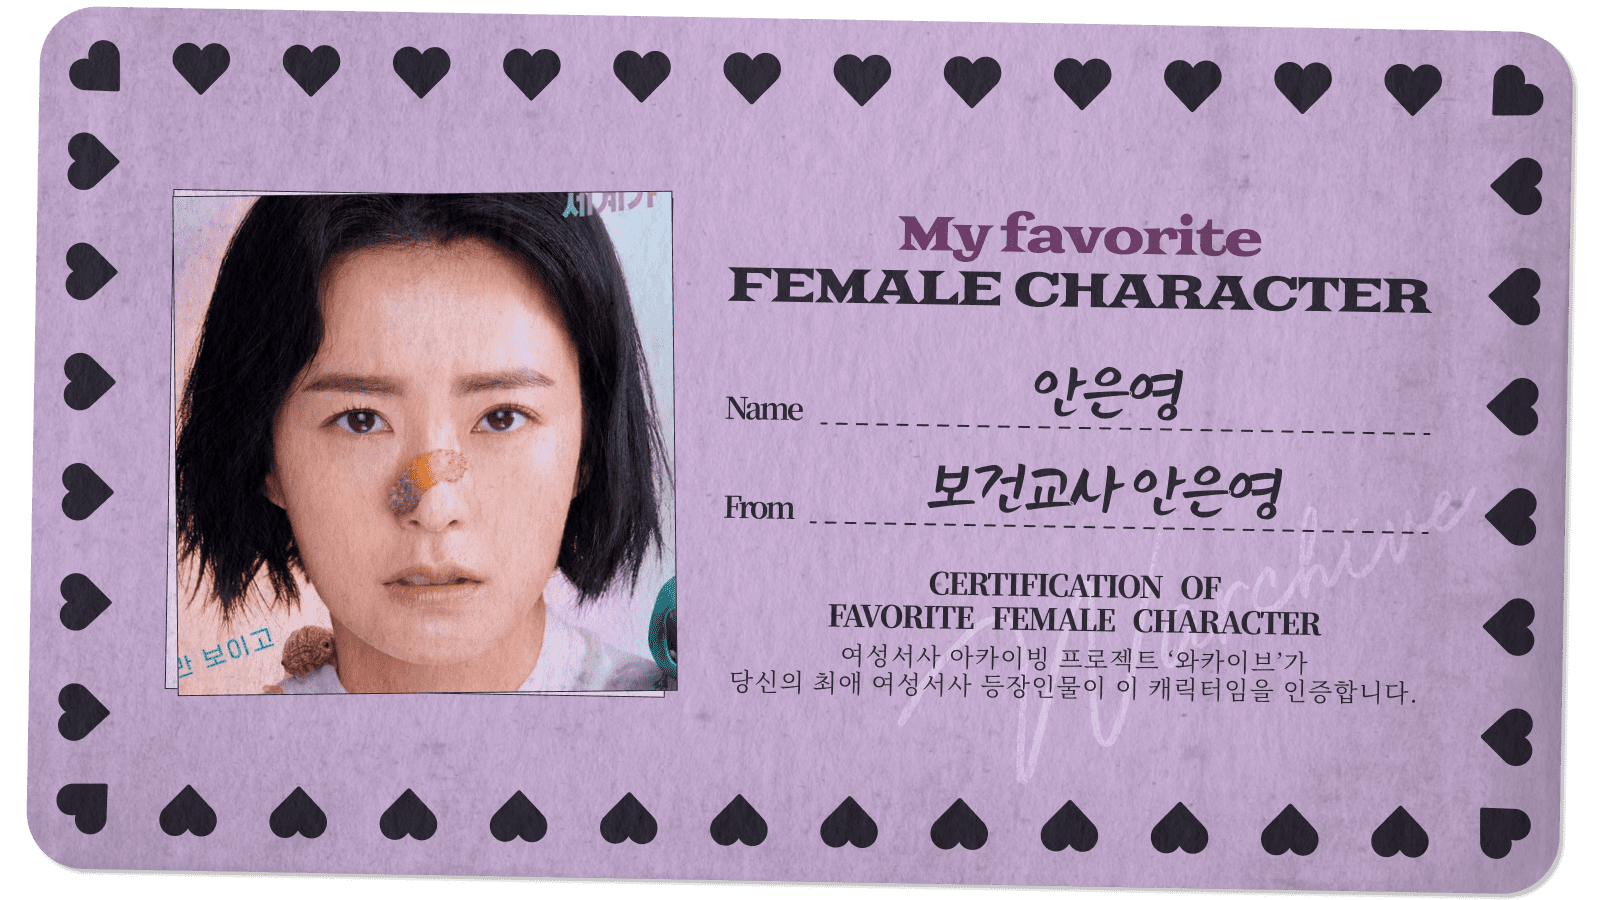 세계가
만 보이고
My favorite
FEMALE CHARACTER
Name 안은영
From 보건교사 안은영
CERTIFICATION OF
FAVORITE FEMALE CHARACTER
여성서사 아카이빙 프로젝트 ‘와카이브’가
당신의 최애 여성서사 등장인물이 이 캐릭터임을 인증합니다.
Warchive